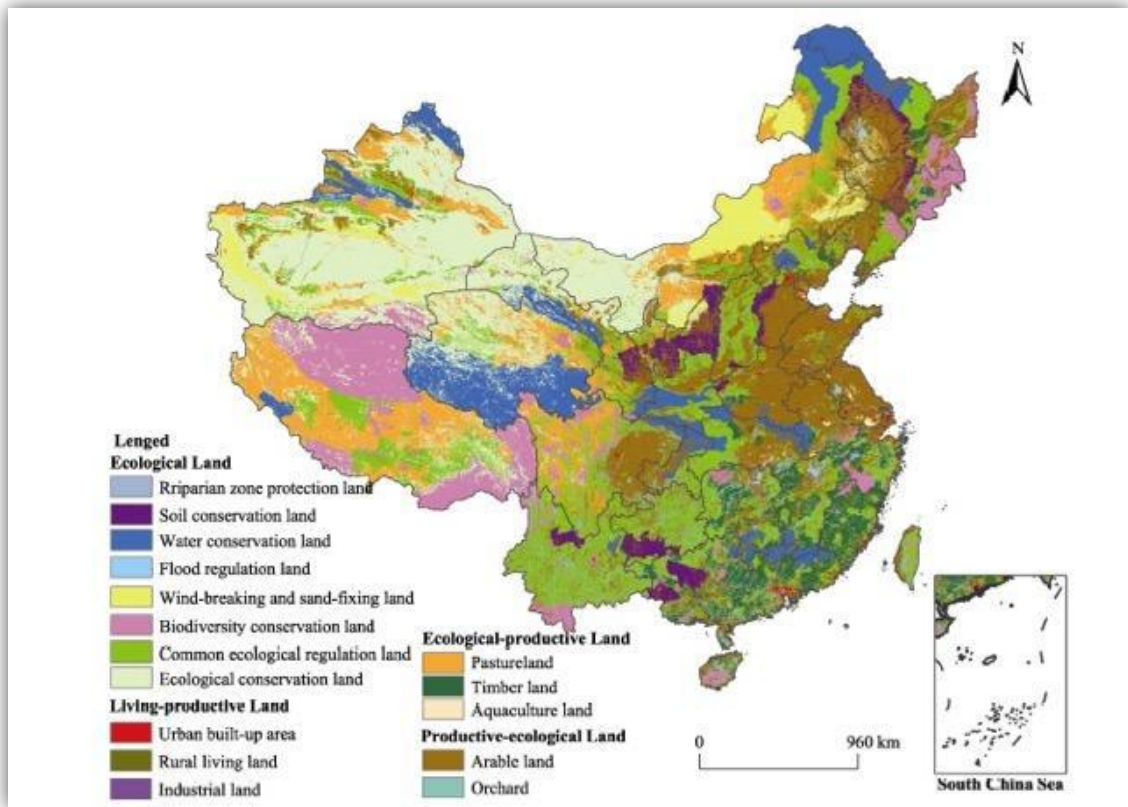 N
Lenged
Ecological Land
Rriparian zone protection land
Soil conservation land
Water conservation land
Flood regulation land
Wind-breaking and sand-fixing land
Biodiversity conservation land
Common ecological regulation land
Ecological conservation land
Living-productive Land
Urban built-up area
Rural living land
Industrial land
Ecological-productive Land
Pastureland
Timber land
Aquaculture land
Productive-ecological Land
Arable land
Orchard
0 960 km
South China Sea